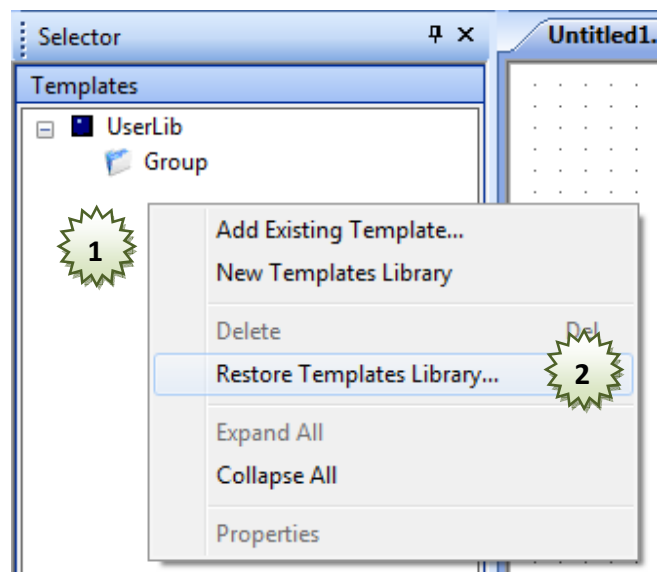 Selector
Untitled1.
Templates
UserLib
Group
1
Add Existing Template...
New Templates Library
Delete Del
Restore Templates Library...
2
Expand All
Collapse All
Properties